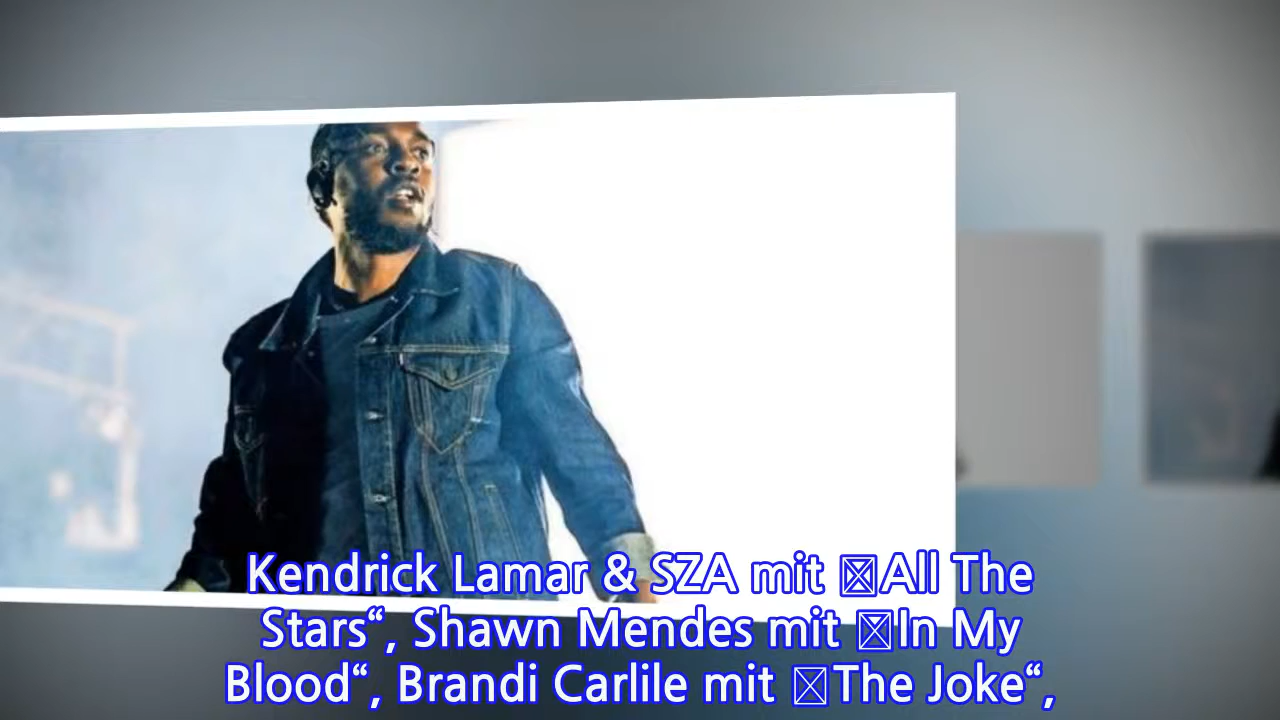 Kendrick Lamar & SZA mit �All The
Stars“, Shawn Mendes mit �In My
Blood“, Brandi Carlile mit �The Joke“,